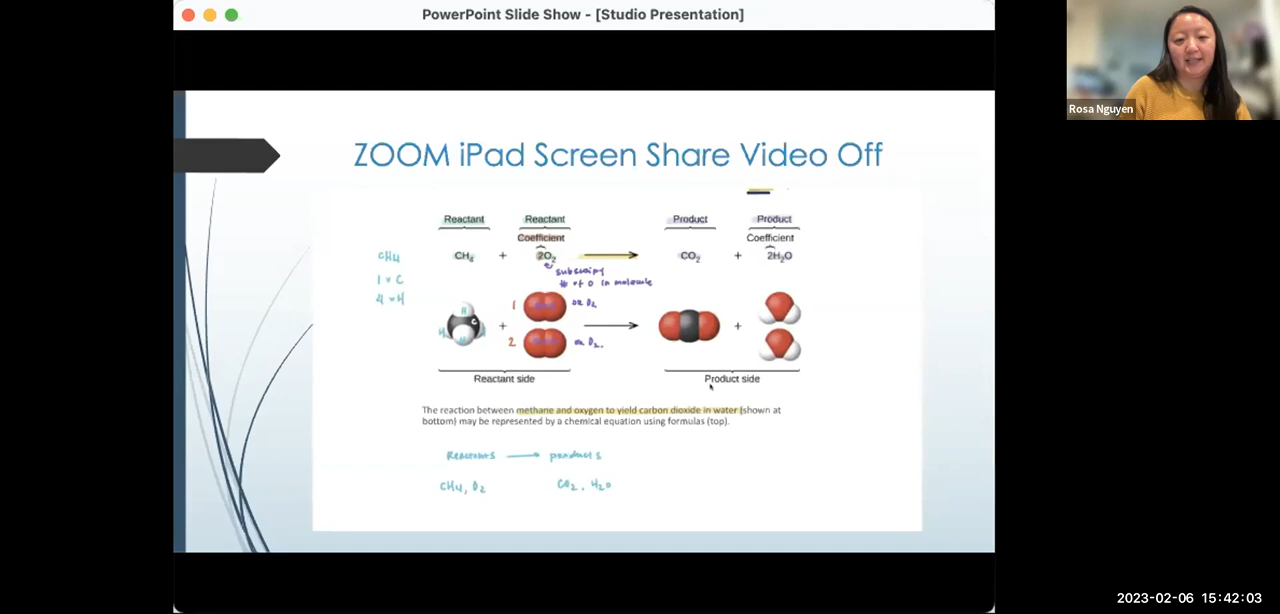 PowerPoint Slide Show - [Studio Presentation]
Rosa Nguyen
ZOOM iPad Screen Share Video Off
Reactant Reactant Product Product
Coefficient Coefficient
CH4 CH₄ + 2O₂ CO₂ + 2H₂O
subscript
1 × C # of O in molecule
4 × H
H C H H H + 1 one O₂ +
2 one O₂.
Reactant side Product side
The reaction between methane and oxygen to yield carbon dioxide in water (shown at
bottom) may be represented by a chemical equation using formulas (top).
Reactants → products
CH4, O2 CO2, H2O
2023-02-06 15:42:03